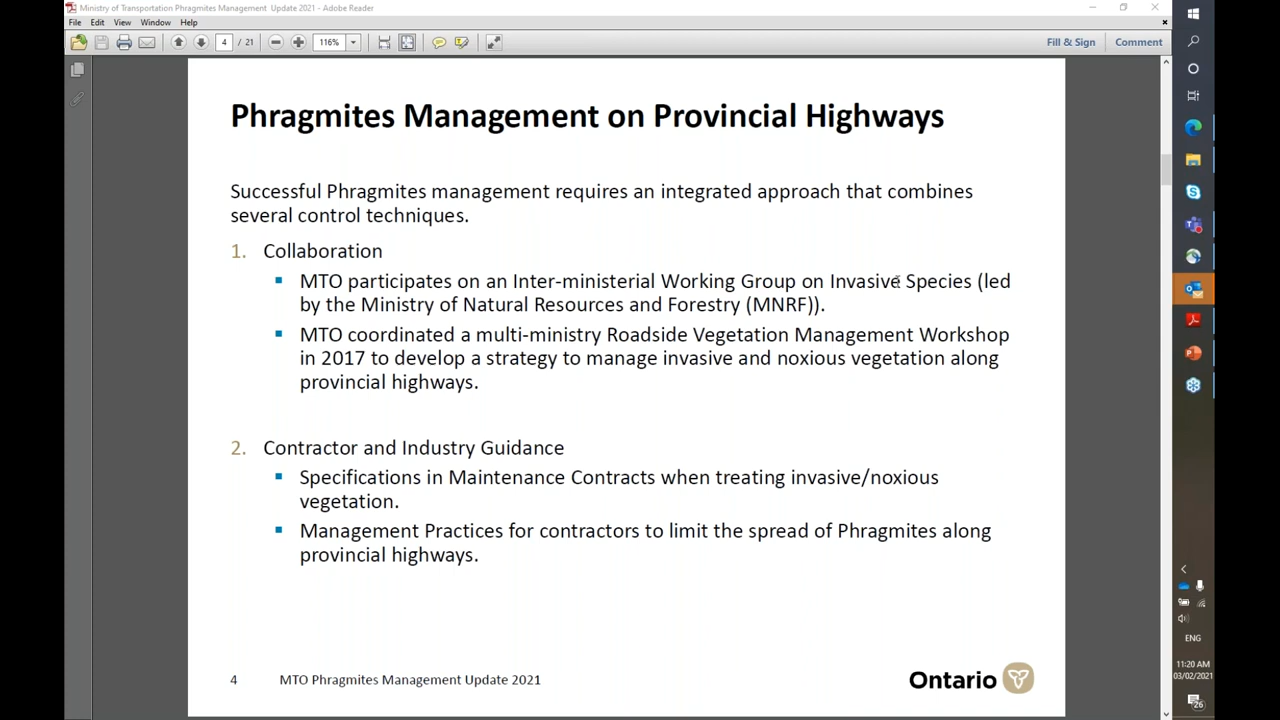 Ministry of Transportation Phragmites Management Update 2021 - Adobe Reader
File Edit View Window Help
4 / 21 116% Fill & Sign Comment
Phragmites Management on Provincial Highways
Successful Phragmites management requires an integrated approach that combines
several control techniques.
1. Collaboration
MTO participates on an Inter-ministerial Working Group on Invasive Species (led
by the Ministry of Natural Resources and Forestry (MNRF)).
MTO coordinated a multi-ministry Roadside Vegetation Management Workshop
in 2017 to develop a strategy to manage invasive and noxious vegetation along
provincial highways.
2. Contractor and Industry Guidance
Specifications in Maintenance Contracts when treating invasive/noxious
vegetation.
Management Practices for contractors to limit the spread of Phragmites along
provincial highways.
4 MTO Phragmites Management Update 2021
Ontario
ENG
11:20 AM
03/02/2021
26